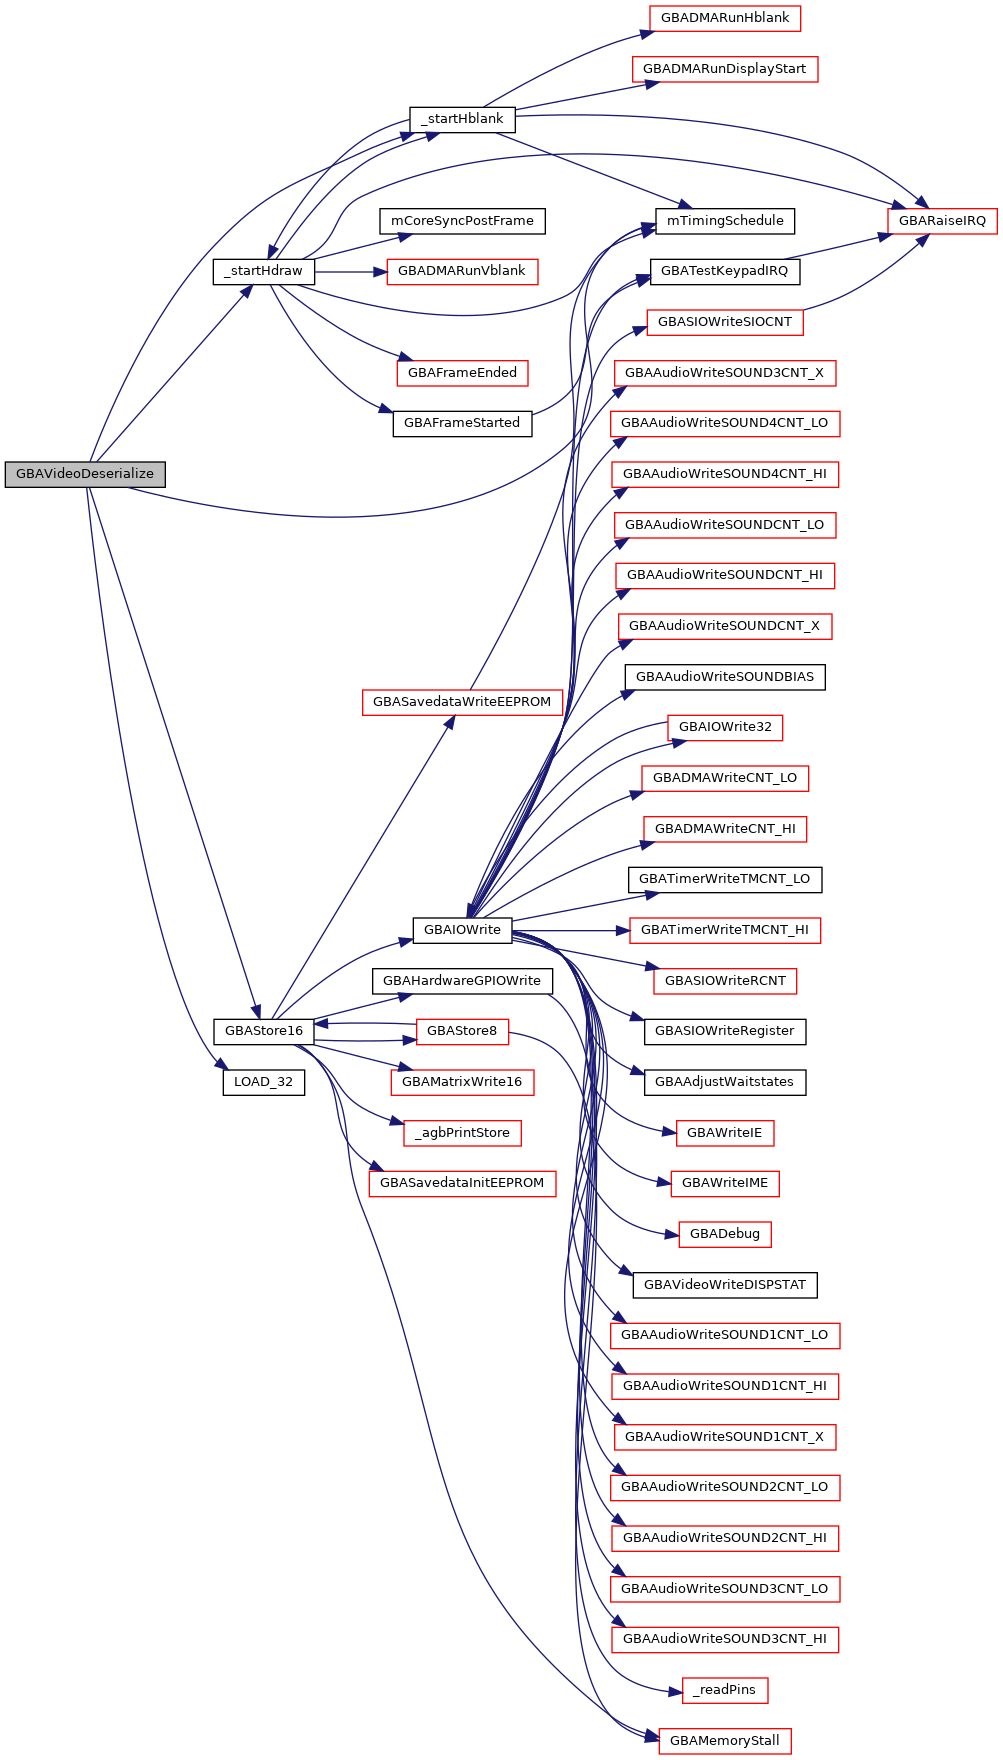 GBADMARunHblank
GBADMARunDisplayStart
_startHblank
mCoreSyncPostFrame
mTimingSchedule
GBARaiseIRQ
_startHdraw
GBADMARunVblank
GBATestKeypadIRQ
GBASIOWriteSIOCNT
GBAFrameEnded
GBAAudioWriteSOUND3CNT_X
GBAFrameStarted
GBAAudioWriteSOUND4CNT_LO
GBAVideoDeserialize
GBAAudioWriteSOUND4CNT_HI
GBAAudioWriteSOUNDCNT_LO
GBAAudioWriteSOUNDCNT_HI
GBAAudioWriteSOUNDCNT_X
GBAAudioWriteSOUNDBIAS
GBASavedataWriteEEPROM
GBAIOWrite32
GBADMAWriteCNT_LO
GBADMAWriteCNT_HI
GBATimerWriteTMCNT_LO
GBAIOWrite
GBATimerWriteTMCNT_HI
GBAHardwareGPIOWrite
GBASIOWriteRCNT
GBAStore16
GBAStore8
GBASIOWriteRegister
LOAD_32
GBAMatrixWrite16
GBAAdjustWaitstates
_agbPrintStore
GBAWriteIE
GBASavedataInitEEPROM
GBAWriteIME
GBADebug
GBAVideoWriteDISPSTAT
GBAAudioWriteSOUND1CNT_LO
GBAAudioWriteSOUND1CNT_HI
GBAAudioWriteSOUND1CNT_X
GBAAudioWriteSOUND2CNT_LO
GBAAudioWriteSOUND2CNT_HI
GBAAudioWriteSOUND3CNT_LO
GBAAudioWriteSOUND3CNT_HI
_readPins
GBAMemoryStall